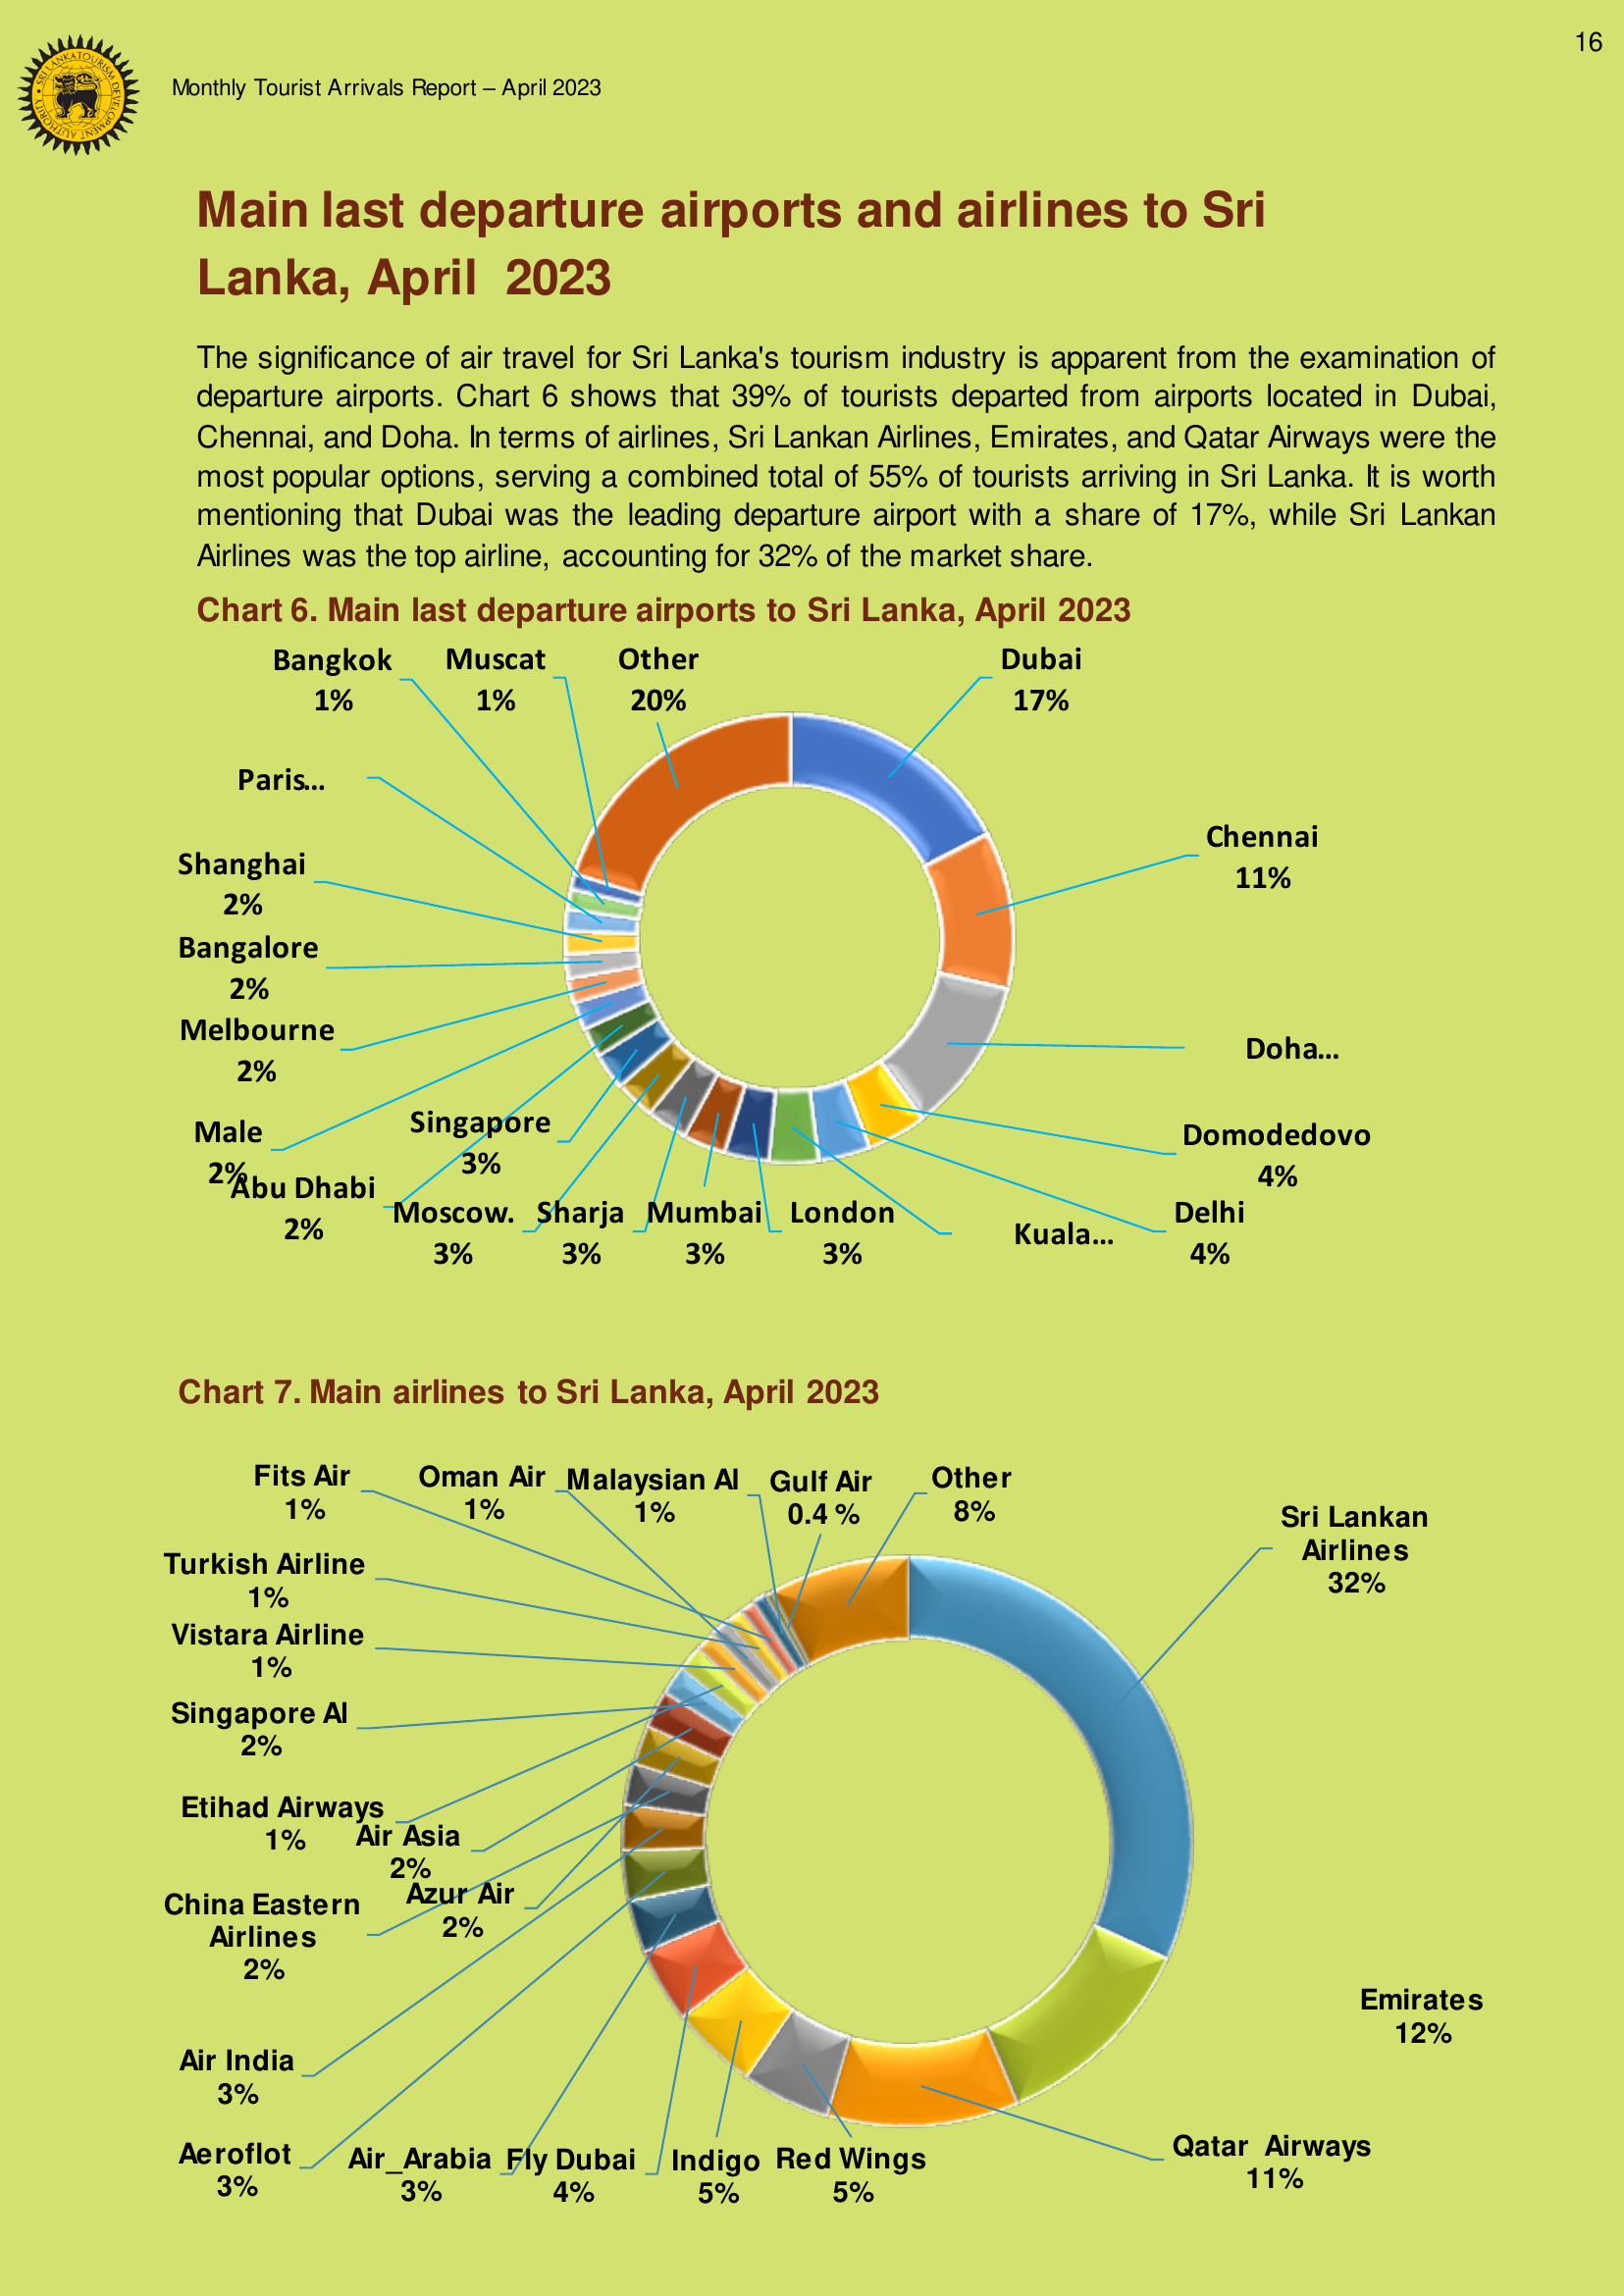 16
SRI LANKA TOURISM DEVELOPMENT AUTHORITY
Monthly Tourist Arrivals Report – April 2023
Main last departure airports and airlines to Sri
Lanka, April 2023
The significance of air travel for Sri Lanka's tourism industry is apparent from the examination of
departure airports. Chart 6 shows that 39% of tourists departed from airports located in Dubai,
Chennai, and Doha. In terms of airlines, Sri Lankan Airlines, Emirates, and Qatar Airways were the
most popular options, serving a combined total of 55% of tourists arriving in Sri Lanka. It is worth
mentioning that Dubai was the leading departure airport with a share of 17%, while Sri Lankan
Airlines was the top airline, accounting for 32% of the market share.
Chart 6. Main last departure airports to Sri Lanka, April 2023
Bangkok
1%
Muscat
1%
Other
20%
Dubai
17%
Paris...
Chennai
11%
Shanghai
2%
Bangalore
2%
Melbourne
2%
Doha...
Male
2%
Singapore
3%
Domodedovo
4%
Abu Dhabi
2%
Moscow.
3%
Sharja
3%
Mumbai
3%
London
3%
Kuala...
Delhi
4%
Chart 7. Main airlines to Sri Lanka, April 2023
Fits Air
1%
Oman Air
1%
Malaysian AI
1%
Gulf Air
0.4 %
Other
8%
Sri Lankan
Airlines
32%
Turkish Airline
1%
Vistara Airline
1%
Singapore AI
2%
Etihad Airways
1%
Air Asia
2%
China Eastern
Airlines
2%
Azur Air
2%
Emirates
12%
Air India
3%
Aeroflot
3%
Air_Arabia
3%
Fly Dubai
4%
Indigo
5%
Red Wings
5%
Qatar Airways
11%